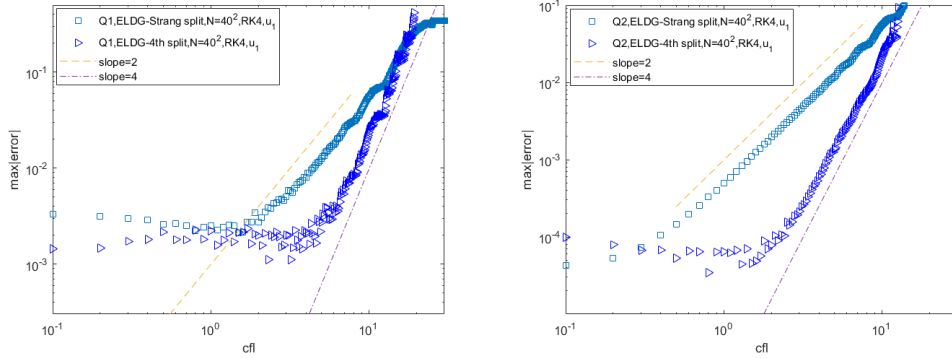 Q1,ELDG-Strang split,N=40²,RK4,u₁
Q1,ELDG-4th split,N=40²,RK4,u₁
slope=2
slope=4
10⁻¹
10⁻²
10⁻³
max|error|
10⁻¹
10⁰
10¹
cfl
Q2,ELDG-Strang split,N=40²,RK4,u₁
Q2,ELDG-4th split,N=40²,RK4,u₁
slope=2
slope=4
10⁻¹
10⁻²
10⁻³
10⁻⁴
10⁻⁵
max|error|
10⁻¹
10⁰
10¹
cfl